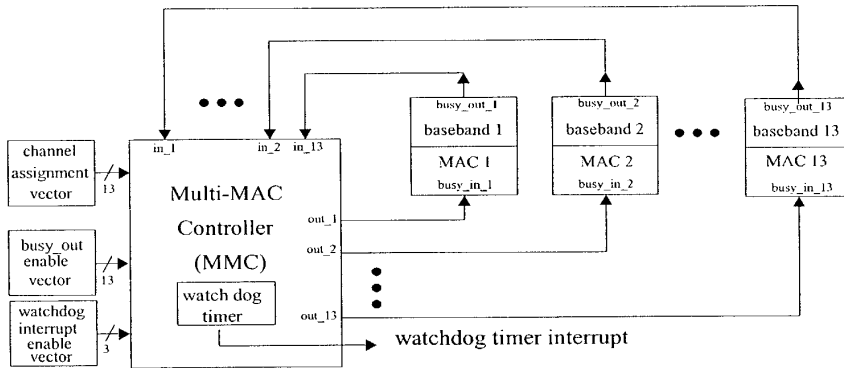 busy_out_1
baseband 1
MAC 1
busy_in_1
busy_out_2
baseband 2
MAC 2
busy_in_2
busy_out_13
baseband 13
MAC 13
busy_in_13
in_1
in_2
in_13
channel
assignment
vector
13
Multi-MAC
Controller
(MMC)
out_1
out_2
out_13
busy_out
enable
vector
13
watch dog
timer
watchdog
interrupt
enable
vector
3
watchdog timer interrupt